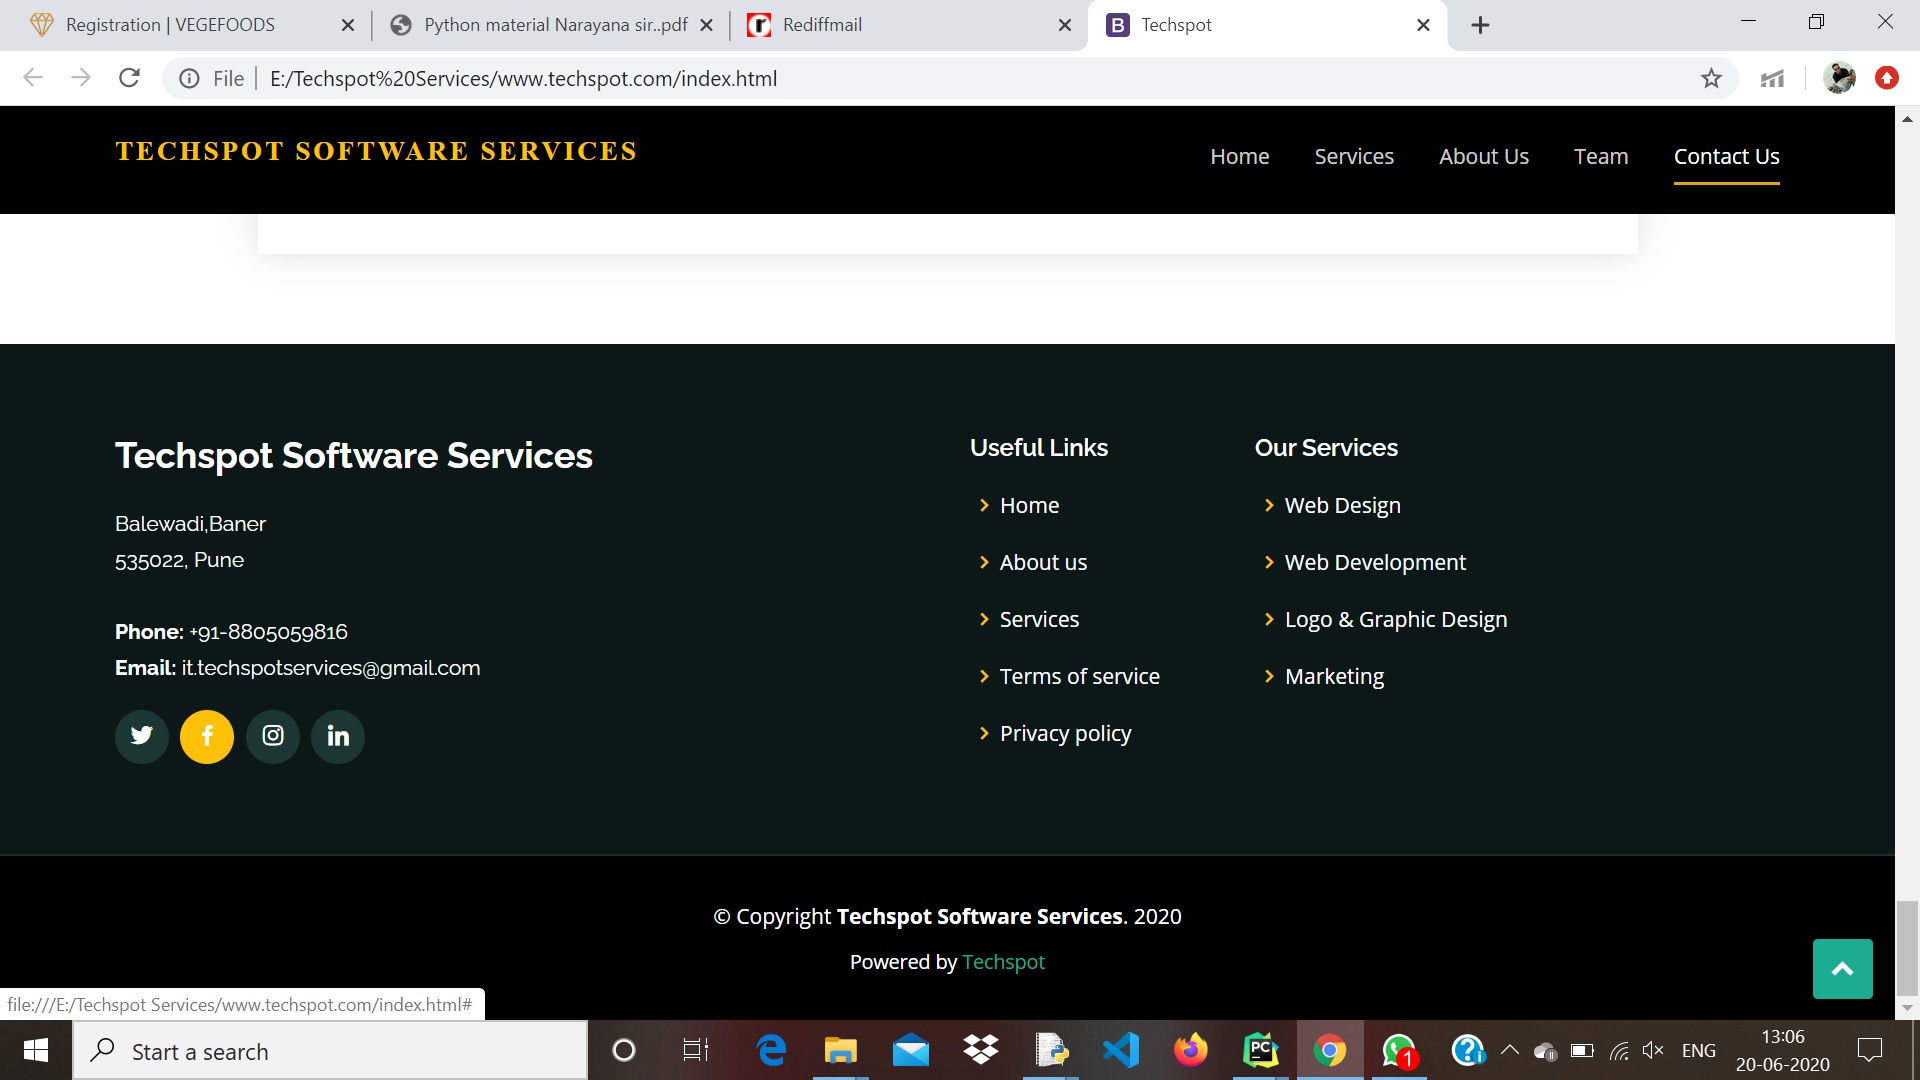 Registration | VEGEFOODS
Python material Narayana sir..pdf
Rediffmail
Techspot
File
E:/Techspot%20Services/www.techspot.com/index.html
TECHSPOT SOFTWARE SERVICES
Home
Services
About Us
Team
Contact Us
Techspot Software Services
Balewadi,Baner
535022, Pune
Phone: +91-8805059816
Email: it.techspotservices@gmail.com
Useful Links
Home
About us
Services
Terms of service
Privacy policy
Our Services
Web Design
Web Development
Logo & Graphic Design
Marketing
© Copyright Techspot Software Services. 2020
Powered by Techspot
file:///E:/Techspot Services/www.techspot.com/index.html#
Start a search
PC
1
ENG
13:06
20-06-2020